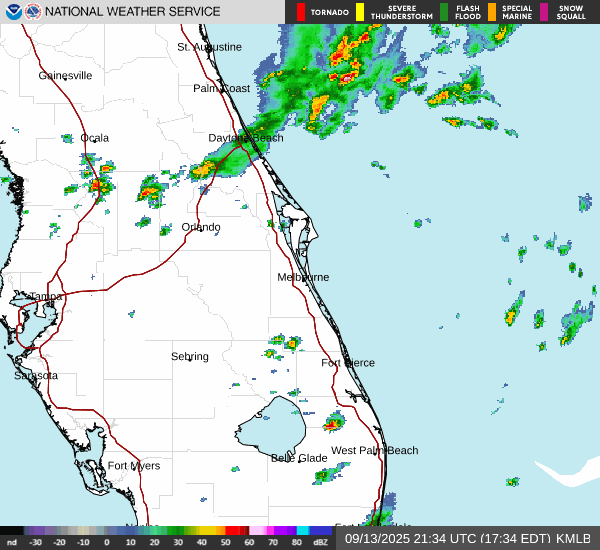 NATIONAL WEATHER SERVICE
TORNADO
SEVERE THUNDERSTORM
FLASH FLOOD
SPECIAL MARINE
SNOW SQUALL
St. Augustine
Gainesville
Palm Coast
Ocala
Daytona Beach
Orlando
Melbourne
Tampa
Sebring
Fort Pierce
Sarasota
West Palm Beach
Belle Glade
Fort Myers
nd -30 -20 -10 0 10 20 30 40 50 60 70 80 dBZ
09/13/2025 21:34 UTC (17:34 EDT) KMLB